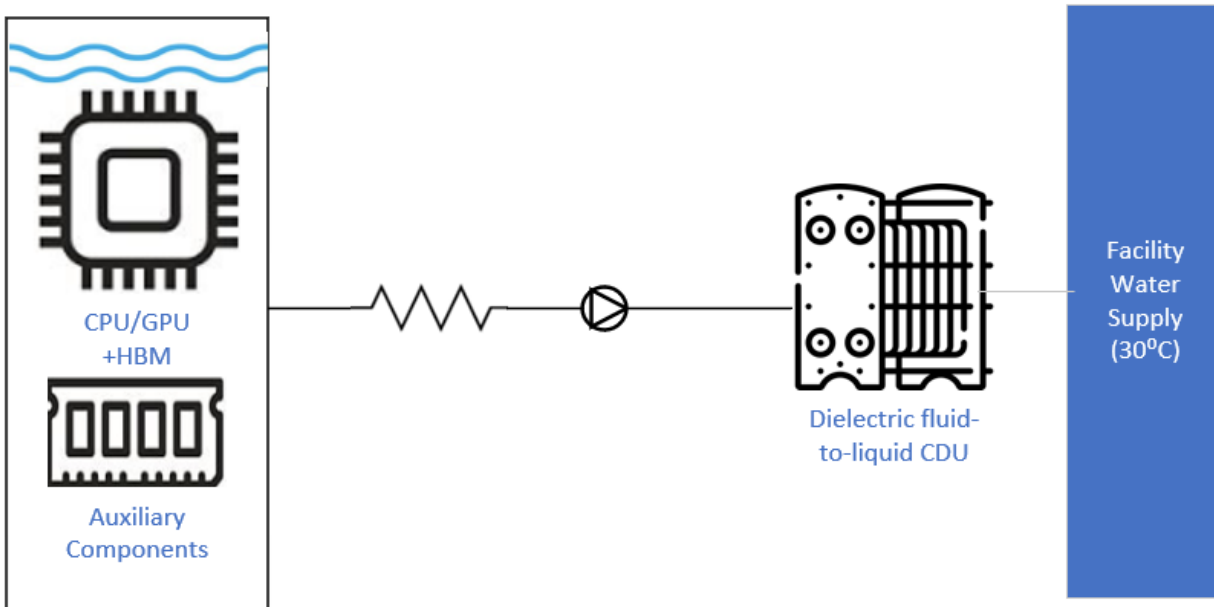 CPU/GPU
+HBM
Auxiliary
Components
Dielectric fluid-
to-liquid CDU
Facility
Water
Supply
(30⁰C)